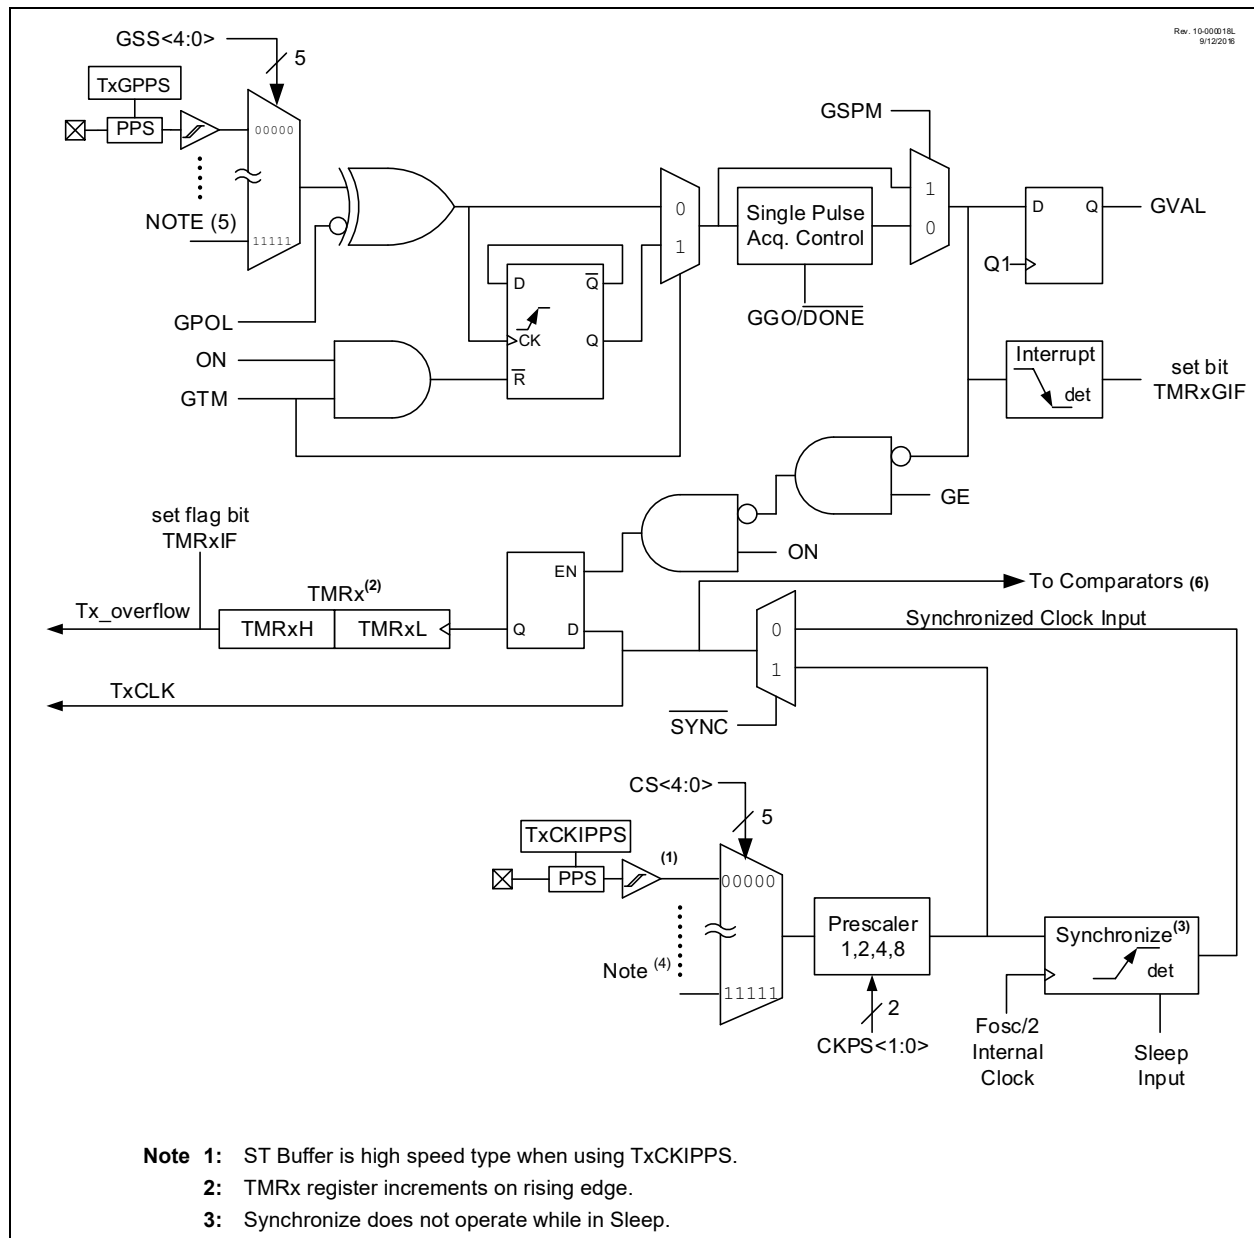 Rev. 10-000018L
9/12/2016
GSS<4:0>
5
TxGPPS
PPS
00000
NOTE (5)
11111
GPOL
ON
GTM
D
Q
CK
Q
R
0
1
Single Pulse
Acq. Control
GGO/DONE
GSPM
1
0
D
Q
GVAL
Q1
Interrupt
det
set bit
TMRxGIF
GE
ON
set flag bit
TMRxIF
Tx_overflow
TMRx(2)
TMRxH
TMRxL
EN
Q
D
TxCLK
To Comparators (6)
0
1
Synchronized Clock Input
SYNC
CS<4:0>
5
TxCKIPPS
PPS
(1)
00000
Note (4)
11111
Prescaler
1,2,4,8
2
CKPS<1:0>
Synchronize(3)
det
Fosc/2
Internal
Clock
Sleep
Input
Note 1: ST Buffer is high speed type when using TxCKIPPS.
2: TMRx register increments on rising edge.
3: Synchronize does not operate while in Sleep.